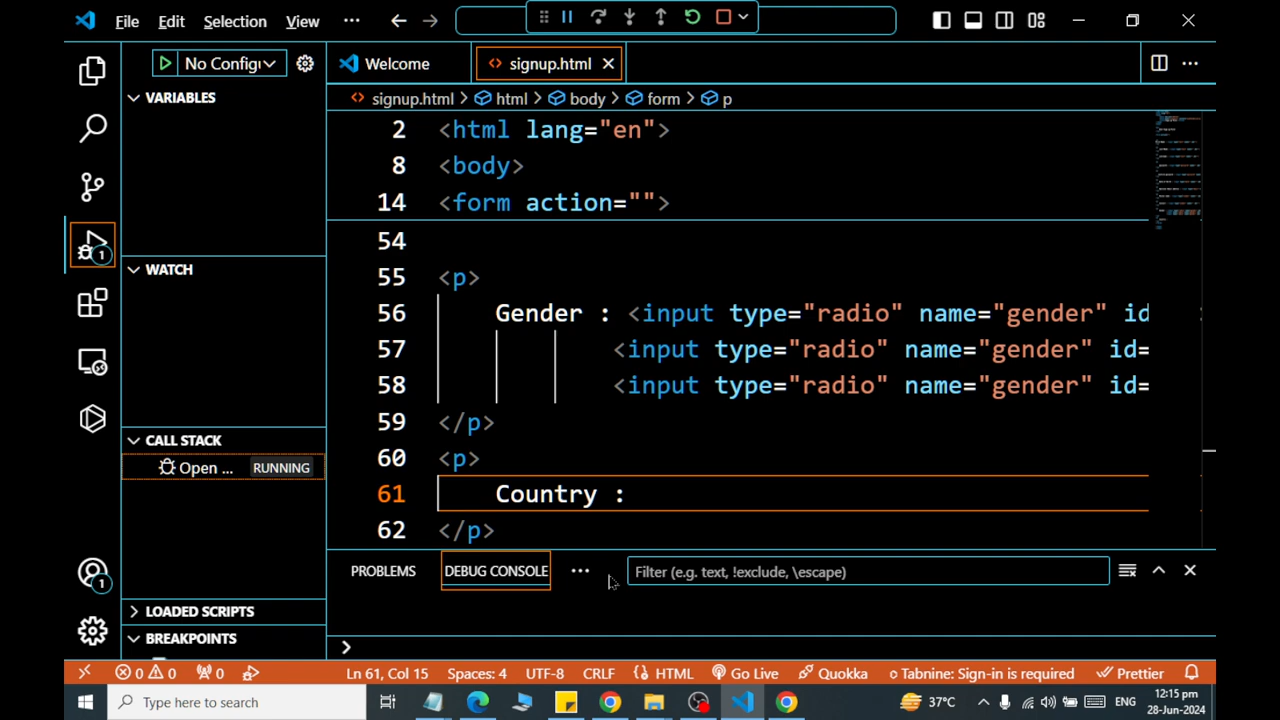 File Edit Selection View ···
No Config
VARIABLES
WATCH
CALL STACK
Open ... RUNNING
LOADED SCRIPTS
BREAKPOINTS
1
1
Welcome
signup.html
signup.html > html > body > form > p
2 <html lang="en">
8 <body>
14 <form action="">
54
55 <p>
56 Gender : <input type="radio" name="gender" id
57 <input type="radio" name="gender" id=
58 <input type="radio" name="gender" id=
59 </p>
60 <p>
61 Country :
62 </p>
PROBLEMS DEBUG CONSOLE ··· Filter (e.g. text, !exclude, \escape)
0 0 0 Ln 61, Col 15 Spaces: 4 UTF-8 CRLF HTML Go Live Quokka Tabnine: Sign-in is required Prettier
Type here to search 37°C ENG 12:15 pm
28-Jun-2024